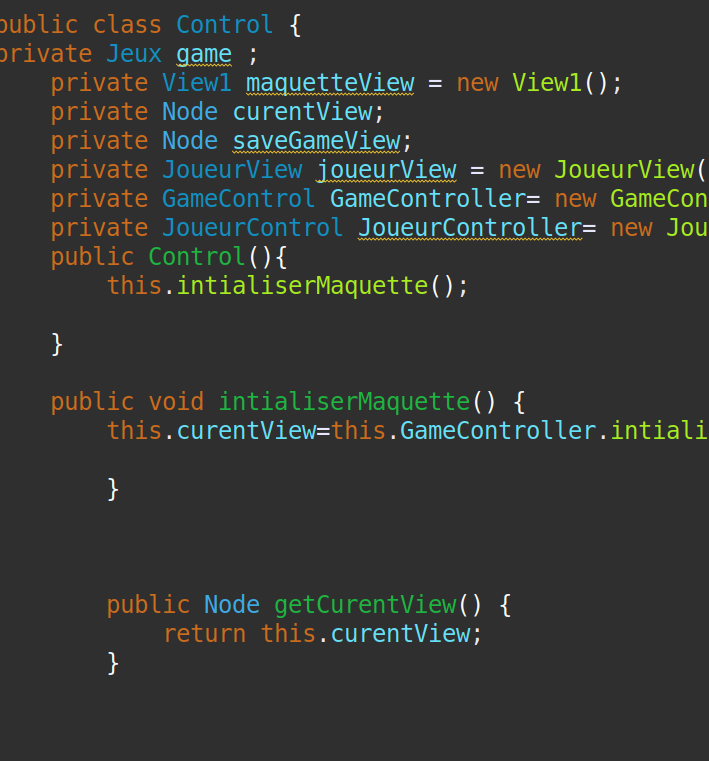 public class Control {
private Jeux game ;
private View1 maquetteView = new View1();
private Node curentView;
private Node saveGameView;
private JoueurView joueurView = new JoueurView(
private GameControl GameController= new GameCon
private JoueurControl JoueurController= new Jou
public Control(){
this.intialiserMaquette();
}
public void intialiserMaquette() {
this.curentView=this.GameController.intiali
}
public Node getCurentView() {
return this.curentView;
}